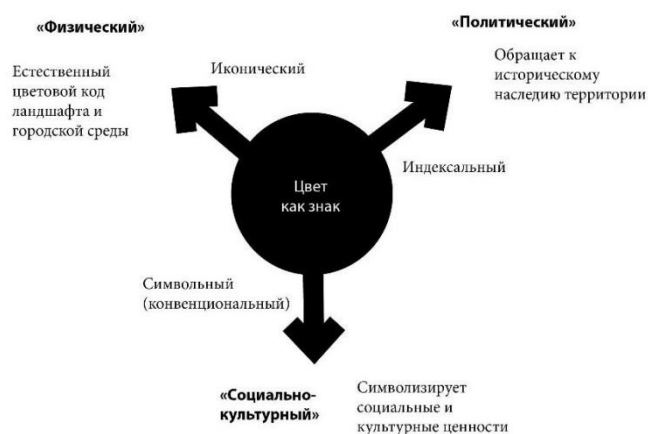 «Физический»
Естественный
цветовой код
ландшафта и
городской среды
Иконический
«Политический»
Обращает к
историческому
наследию территории
Индексальный
Цвет
как знак
Символьный
(конвенциональный)
«Социально-
культурный»
Символизирует
социальные и
культурные ценности